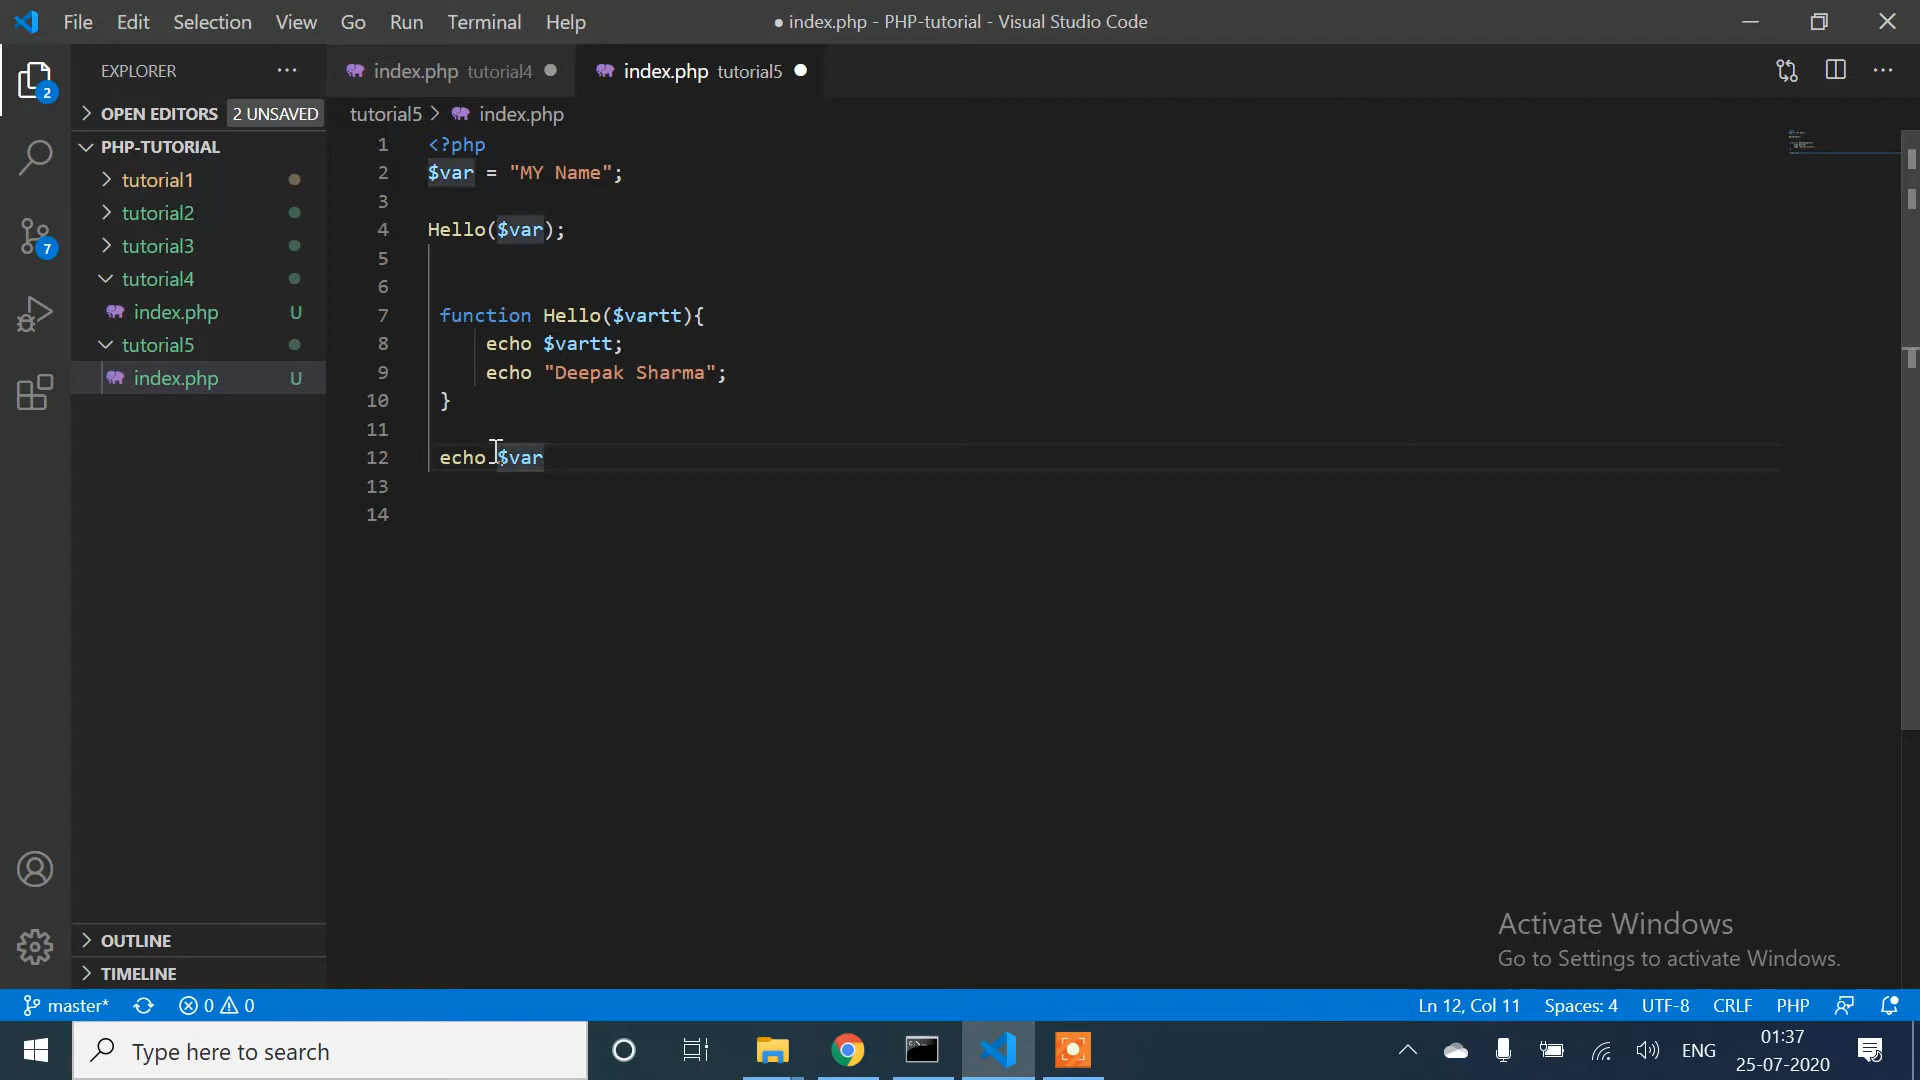 File Edit Selection View Go Run Terminal Help
● index.php - PHP-tutorial - Visual Studio Code
EXPLORER
index.php tutorial4
index.php tutorial5
OPEN EDITORS 2 UNSAVED
tutorial5 > index.php
PHP-TUTORIAL
tutorial1
tutorial2
tutorial3
tutorial4
index.php U
tutorial5
index.php U
2
7
1 <?php
2 $var = "MY Name";
3
4 Hello($var);
5
6
7 function Hello($vartt){
8 echo $vartt;
9 echo "Deepak Sharma";
10 }
11
12 echo $var
13
14
OUTLINE
TIMELINE
Activate Windows
Go to Settings to activate Windows.
master* 0 0
Ln 12, Col 11 Spaces: 4 UTF-8 CRLF PHP
Type here to search
ENG
01:37
25-07-2020